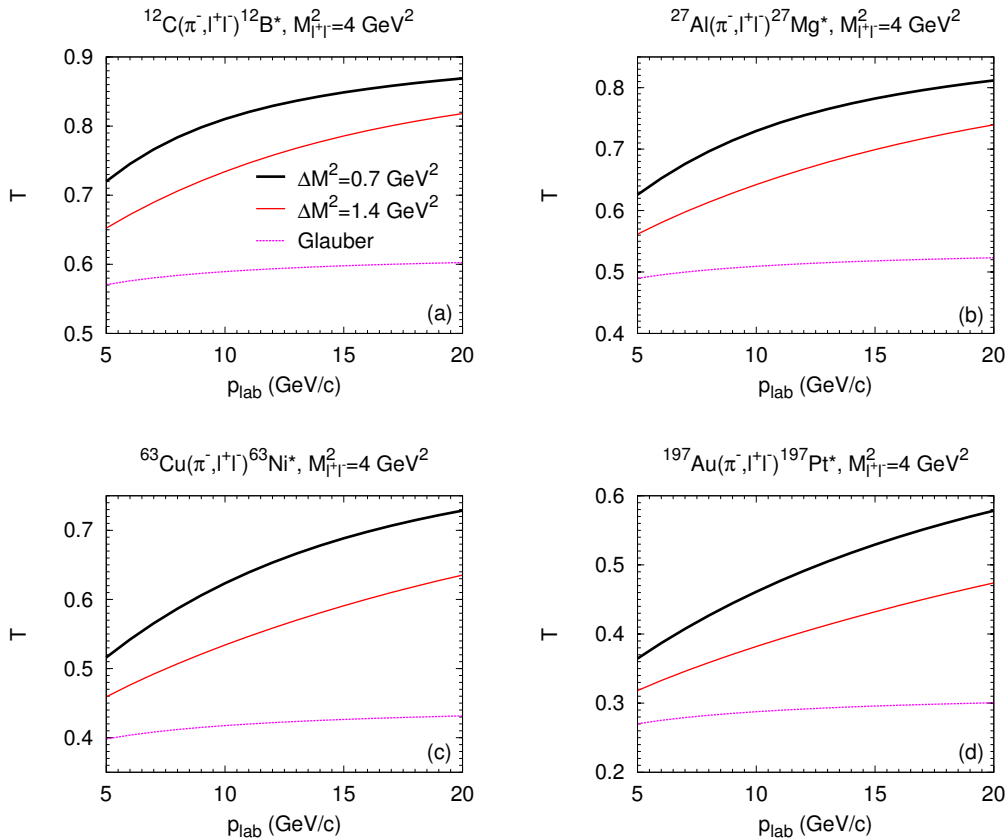 ¹²C(π⁻,l⁺l⁻)¹²B*, M²ₗ⁺ₗ⁻=4 GeV²
T
0.9
0.8
0.7
0.6
0.5
ΔM²=0.7 GeV²
ΔM²=1.4 GeV²
Glauber
(a)
5 10 15 20
p_lab (GeV/c)
²⁷Al(π⁻,l⁺l⁻)²⁷Mg*, M²ₗ⁺ₗ⁻=4 GeV²
T
0.8
0.7
0.6
0.5
0.4
(b)
5 10 15 20
p_lab (GeV/c)
⁶³Cu(π⁻,l⁺l⁻)⁶³Ni*, M²ₗ⁺ₗ⁻=4 GeV²
T
0.7
0.6
0.5
0.4
(c)
5 10 15 20
p_lab (GeV/c)
¹⁹⁷Au(π⁻,l⁺l⁻)¹⁹⁷Pt*, M²ₗ⁺ₗ⁻=4 GeV²
T
0.6
0.5
0.4
0.3
0.2
(d)
5 10 15 20
p_lab (GeV/c)